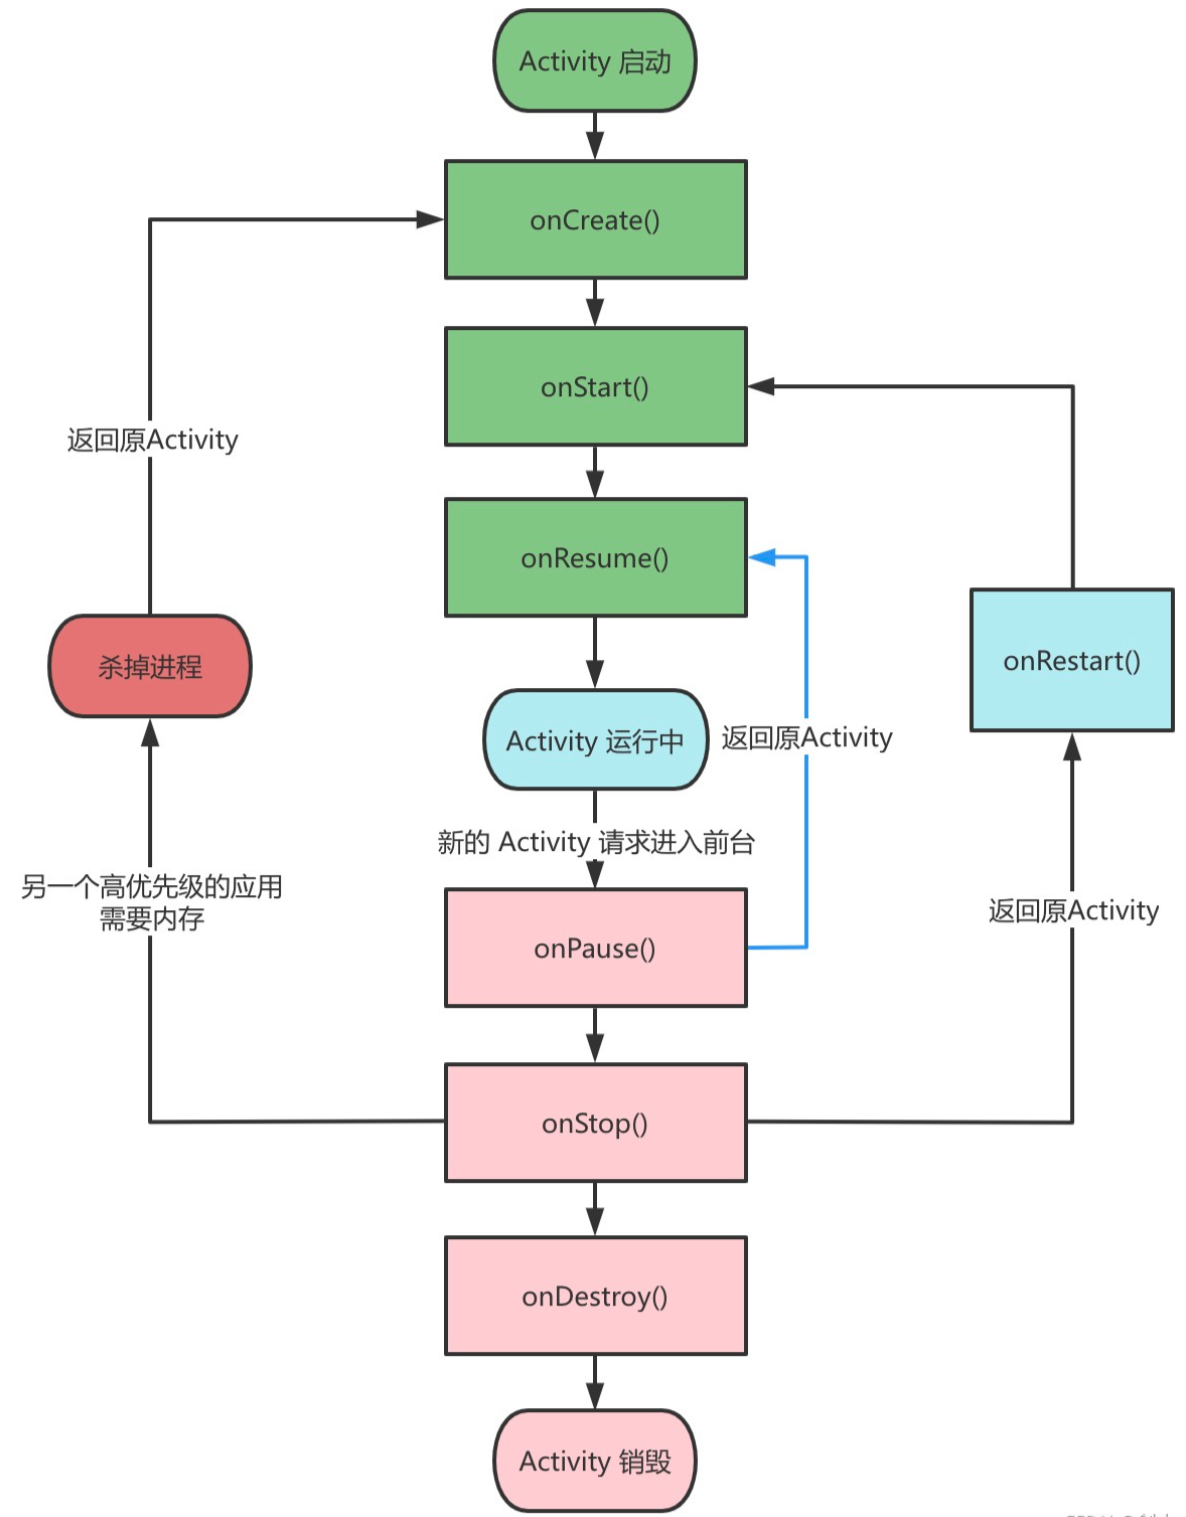 Activity 启动
onCreate()
onStart()
返回原Activity
onResume()
杀掉进程
onRestart()
Activity 运行中
返回原Activity
新的 Activity 请求进入前台
另一个高优先级的应用
需要内存
返回原Activity
onPause()
onStop()
onDestroy()
Activity 销毁